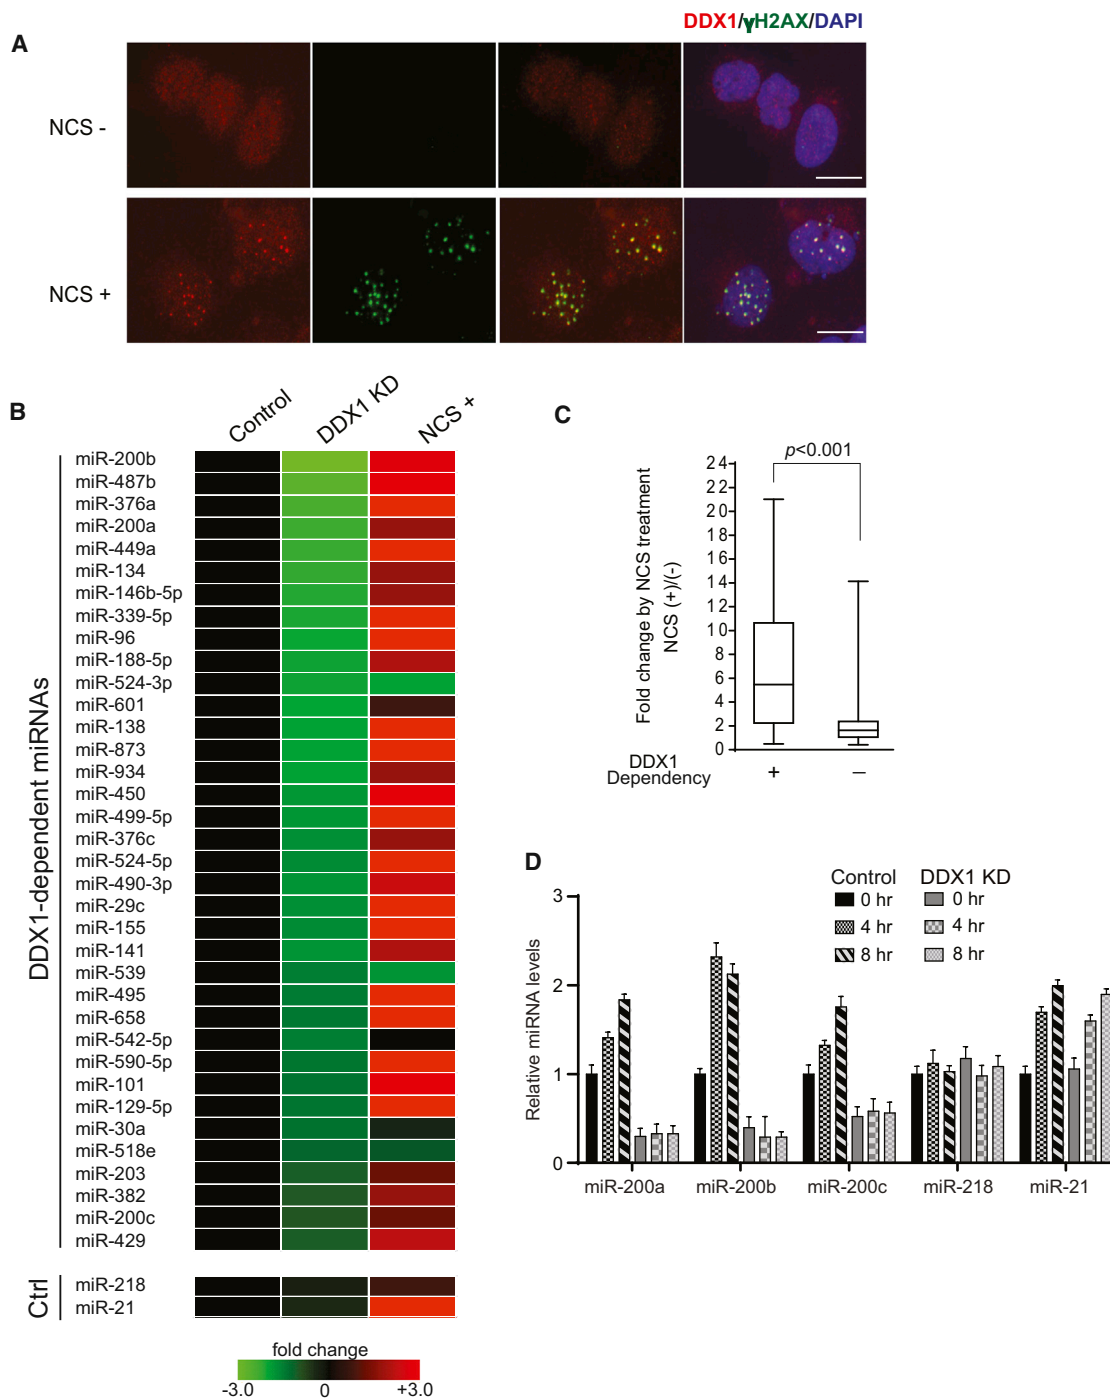 DDX1/γH2AX/DAPI
A
NCS -
NCS +
B
Control
DDX1 KD
NCS +
DDX1-dependent miRNAs
miR-200b
miR-487b
miR-376a
miR-200a
miR-449a
miR-134
miR-146b-5p
miR-339-5p
miR-96
miR-188-5p
miR-524-3p
miR-601
miR-138
miR-873
miR-934
miR-450
miR-499-5p
miR-376c
miR-524-5p
miR-490-3p
miR-29c
miR-155
miR-141
miR-539
miR-495
miR-658
miR-542-5p
miR-590-5p
miR-101
miR-129-5p
miR-30a
miR-518e
miR-203
miR-382
miR-200c
miR-429
Ctrl
miR-218
miR-21
fold change
-3.0
0
+3.0
C
p<0.001
Fold change by NCS treatment
NCS (+)/(-)
24
22
20
18
16
14
12
10
8
6
4
2
0
DDX1
Dependency
+
–
D
Control
DDX1 KD
0 hr
0 hr
4 hr
4 hr
8 hr
8 hr
Relative miRNA levels
3
2
1
0
miR-200a
miR-200b
miR-200c
miR-218
miR-21